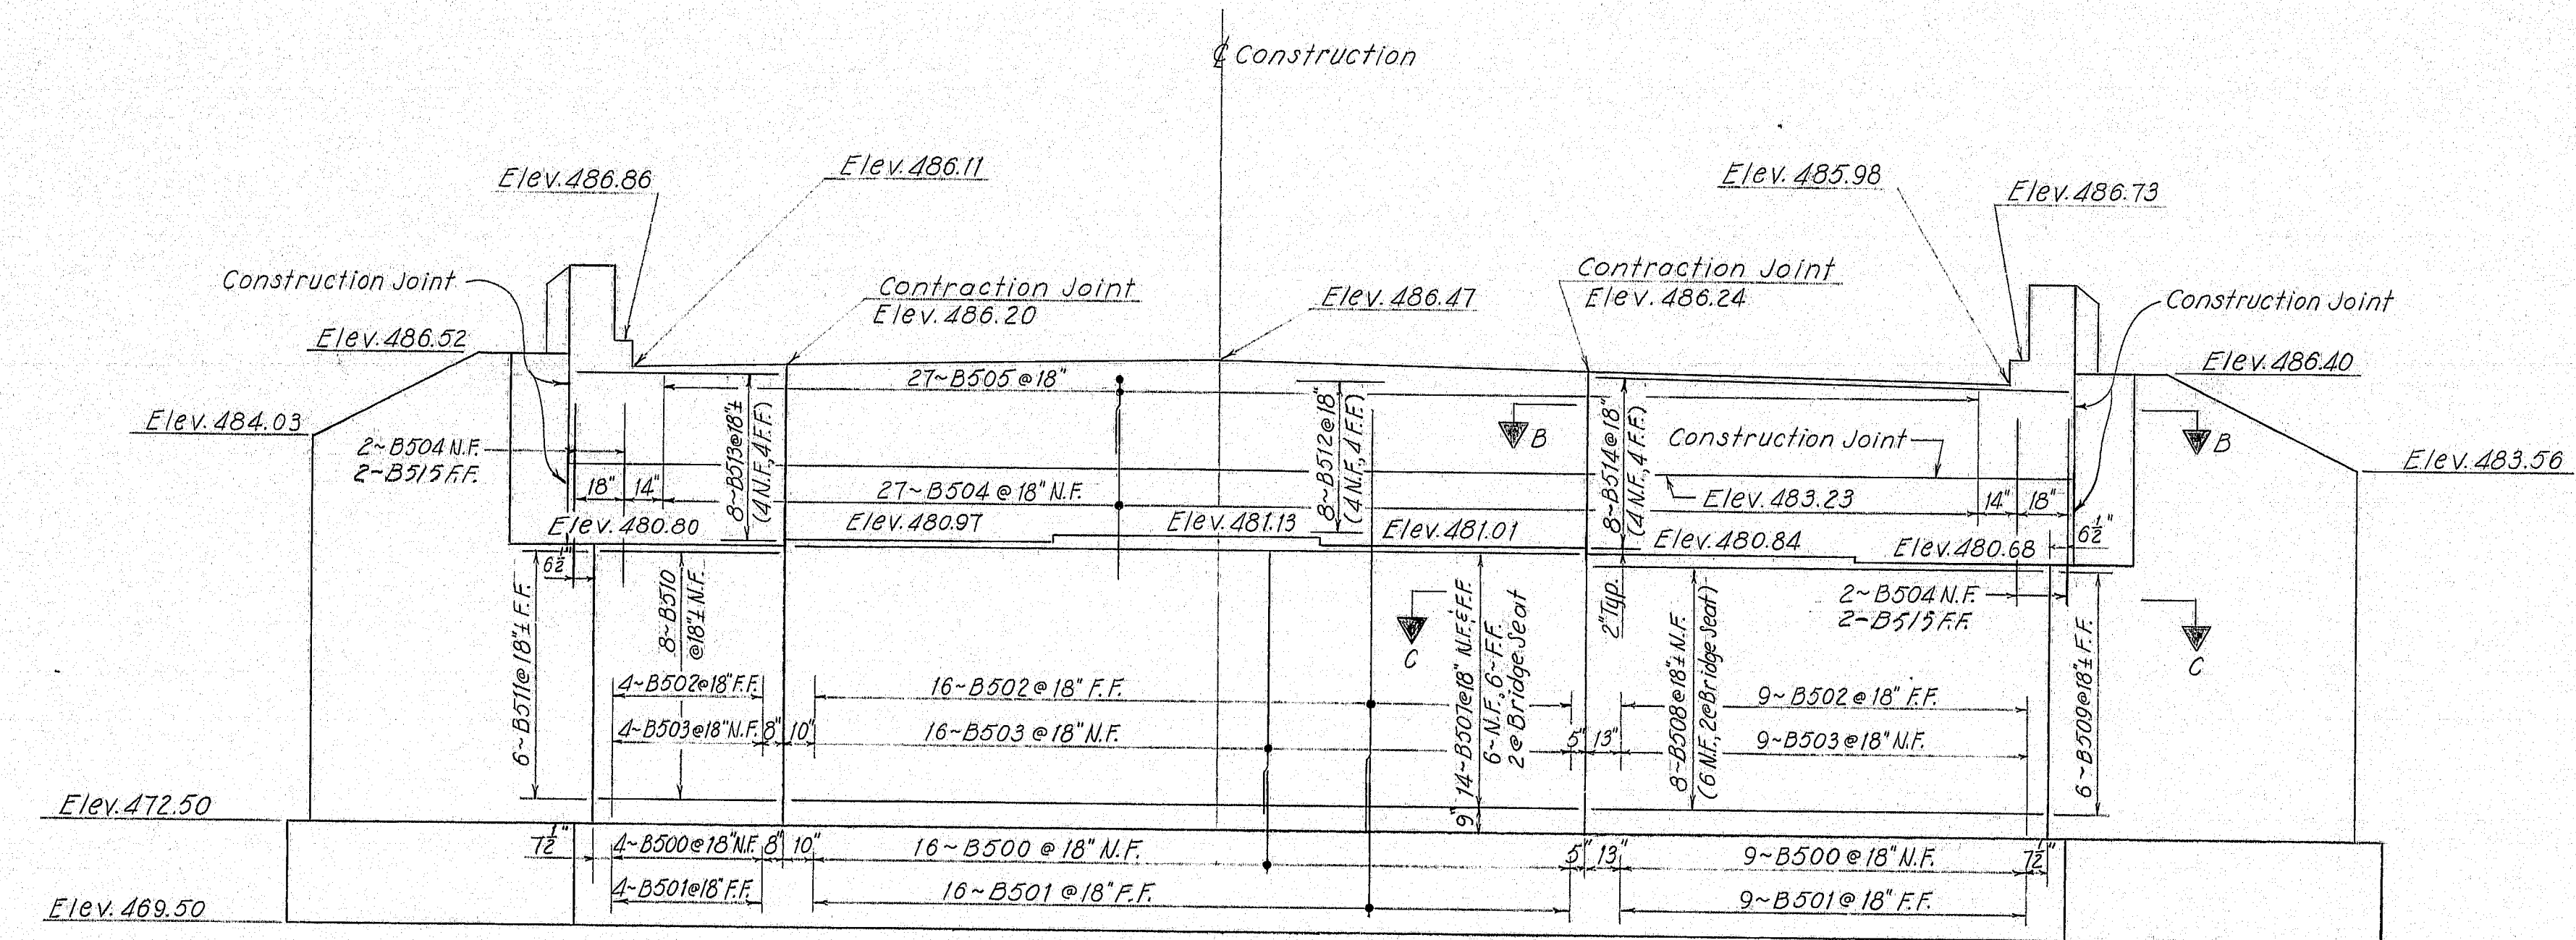 ℄ Construction
Elev. 486.86
Elev. 486.11
Elev. 485.98
Elev. 486.73
Construction Joint
Contraction Joint
Elev. 486.20
Elev. 486.47
Contraction Joint
Elev. 486.24
Construction Joint
Elev. 486.52
Elev. 486.40
27~B505 @ 18"
Elev. 484.03
2~B504 N.F.
2~B515 F.F.
8~B513@18"±
(4 N.F., 4 F.F.)
8~B512@18"
(4 N.F., 4 F.F.)
B
8~B514@18"
(4 N.F., 4 F.F.)
Construction Joint
B
Elev. 483.56
18"
14"
27~B504 @ 18" N.F.
Elev. 483.23
14"
18"
Elev. 480.80
Elev. 480.97
Elev. 481.13
Elev. 481.01
Elev. 480.84
Elev. 480.68
6 1/2"
6 1/2"
6~B511@18"± F.F.
8~B510
@18"± N.F.
C
14~B507@18" N.F. & F.F.
6~N.F., 6~F.F.
2 @ Bridge Seat
2" Typ.
8~B508@18"± N.F.
(6 N.F., 2@Bridge Seat)
2~B504 N.F.
2~B515 F.F.
6~B509@18"± F.F.
C
4~B502@18" F.F.
16~B502 @ 18" F.F.
9~B502 @ 18" F.F.
4~B503@18" N.F.
8"
10"
16~B503 @ 18" N.F.
5"
13"
9~B503 @ 18" N.F.
9"
Elev. 472.50
7 1/2"
4~B500@18" N.F.
8"
10"
16~B500 @ 18" N.F.
5"
13"
9~B500 @ 18" N.F.
7 1/2"
4~B501@18" F.F.
16~B501 @ 18" F.F.
9~B501 @ 18" F.F.
Elev. 469.50